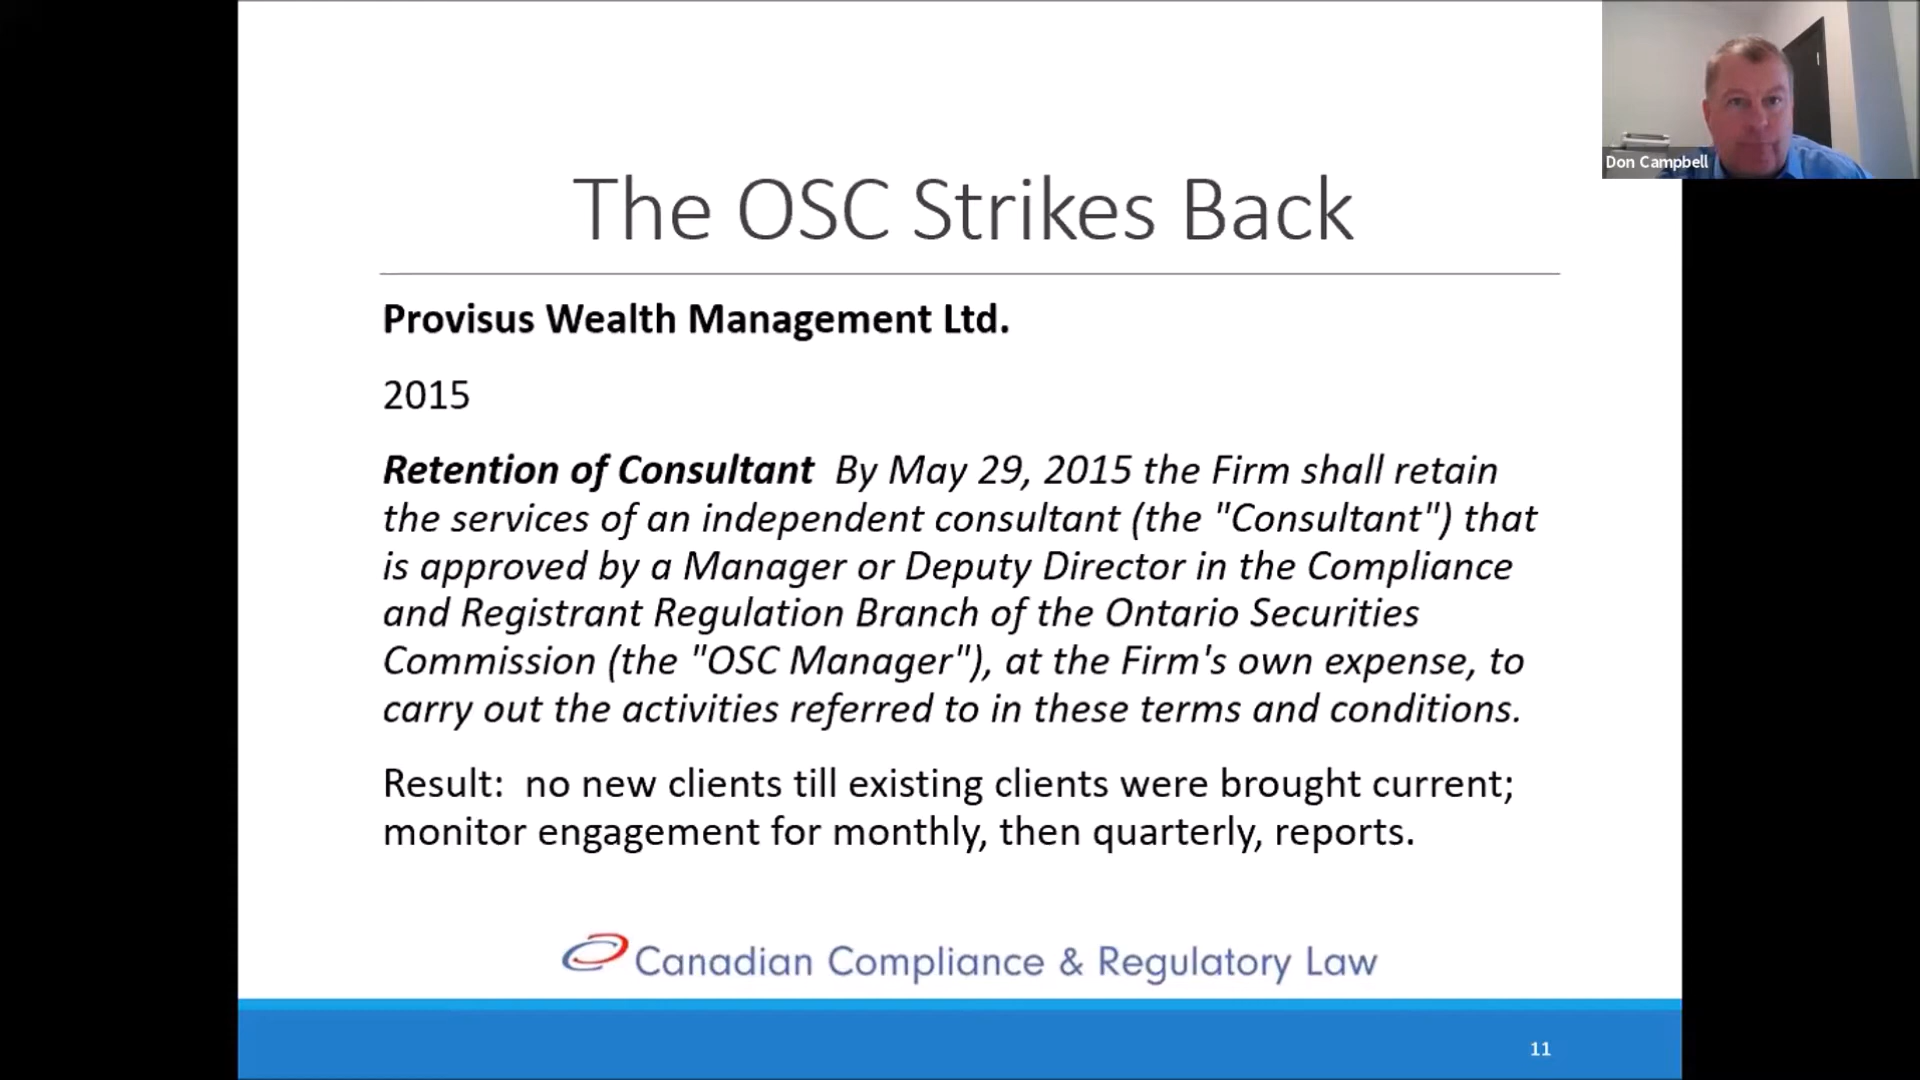 Don Campbell
The OSC Strikes Back
Provisus Wealth Management Ltd.
2015
Retention of Consultant  By May 29, 2015 the Firm shall retain
the services of an independent consultant (the "Consultant") that
is approved by a Manager or Deputy Director in the Compliance
and Registrant Regulation Branch of the Ontario Securities
Commission (the "OSC Manager"), at the Firm's own expense, to
carry out the activities referred to in these terms and conditions.
Result:  no new clients till existing clients were brought current;
monitor engagement for monthly, then quarterly, reports.
Canadian Compliance & Regulatory Law
11